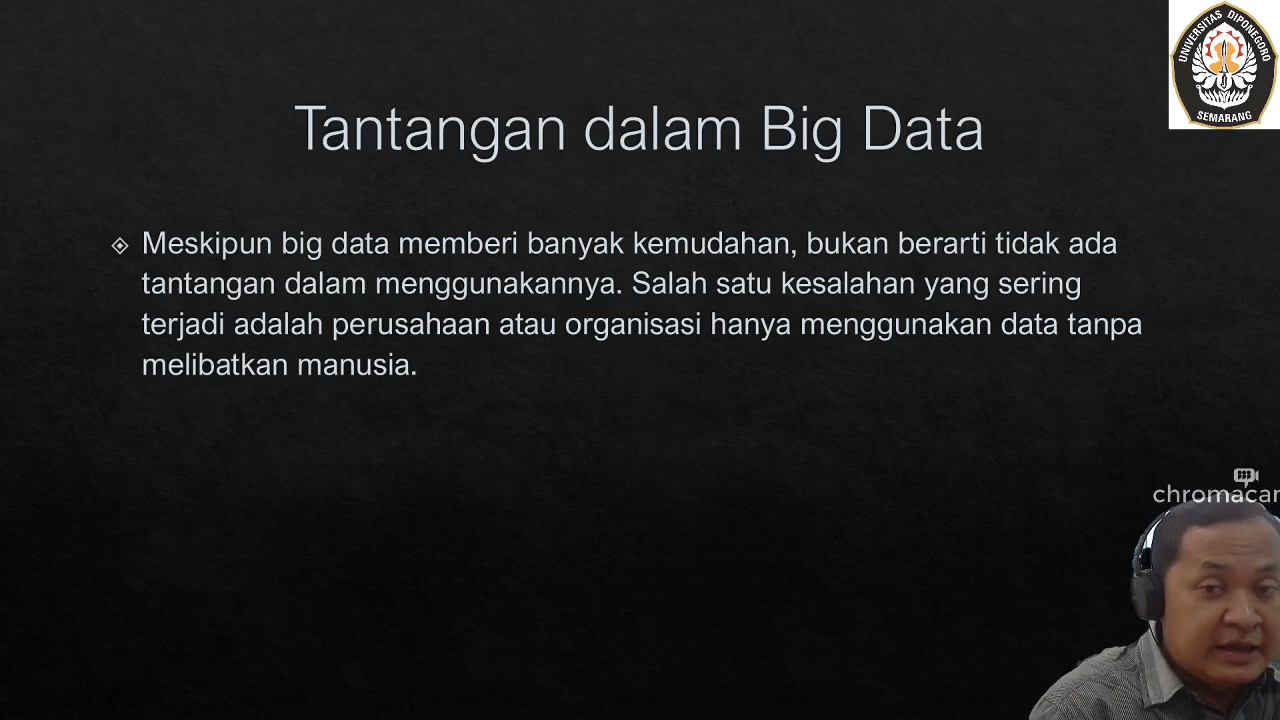 UNIVERSITAS DIPONEGORO
SEMARANG
Tantangan dalam Big Data
Meskipun big data memberi banyak kemudahan, bukan berarti tidak ada
tantangan dalam menggunakannya. Salah satu kesalahan yang sering
terjadi adalah perusahaan atau organisasi hanya menggunakan data tanpa
melibatkan manusia.
chromacam